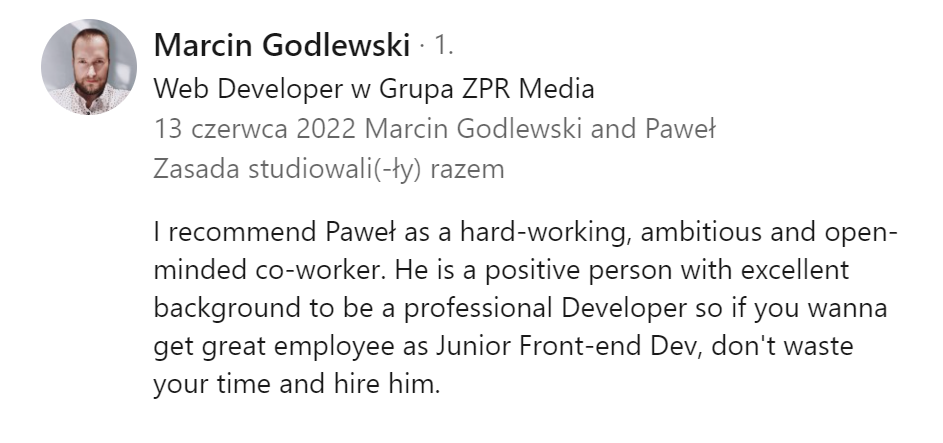 Marcin Godlewski · 1.
Web Developer w Grupa ZPR Media
13 czerwca 2022 Marcin Godlewski and Paweł
Zasada studiowali(-ły) razem
I recommend Paweł as a hard-working, ambitious and open-
minded co-worker. He is a positive person with excellent
background to be a professional Developer so if you wanna
get great employee as Junior Front-end Dev, don't waste
your time and hire him.